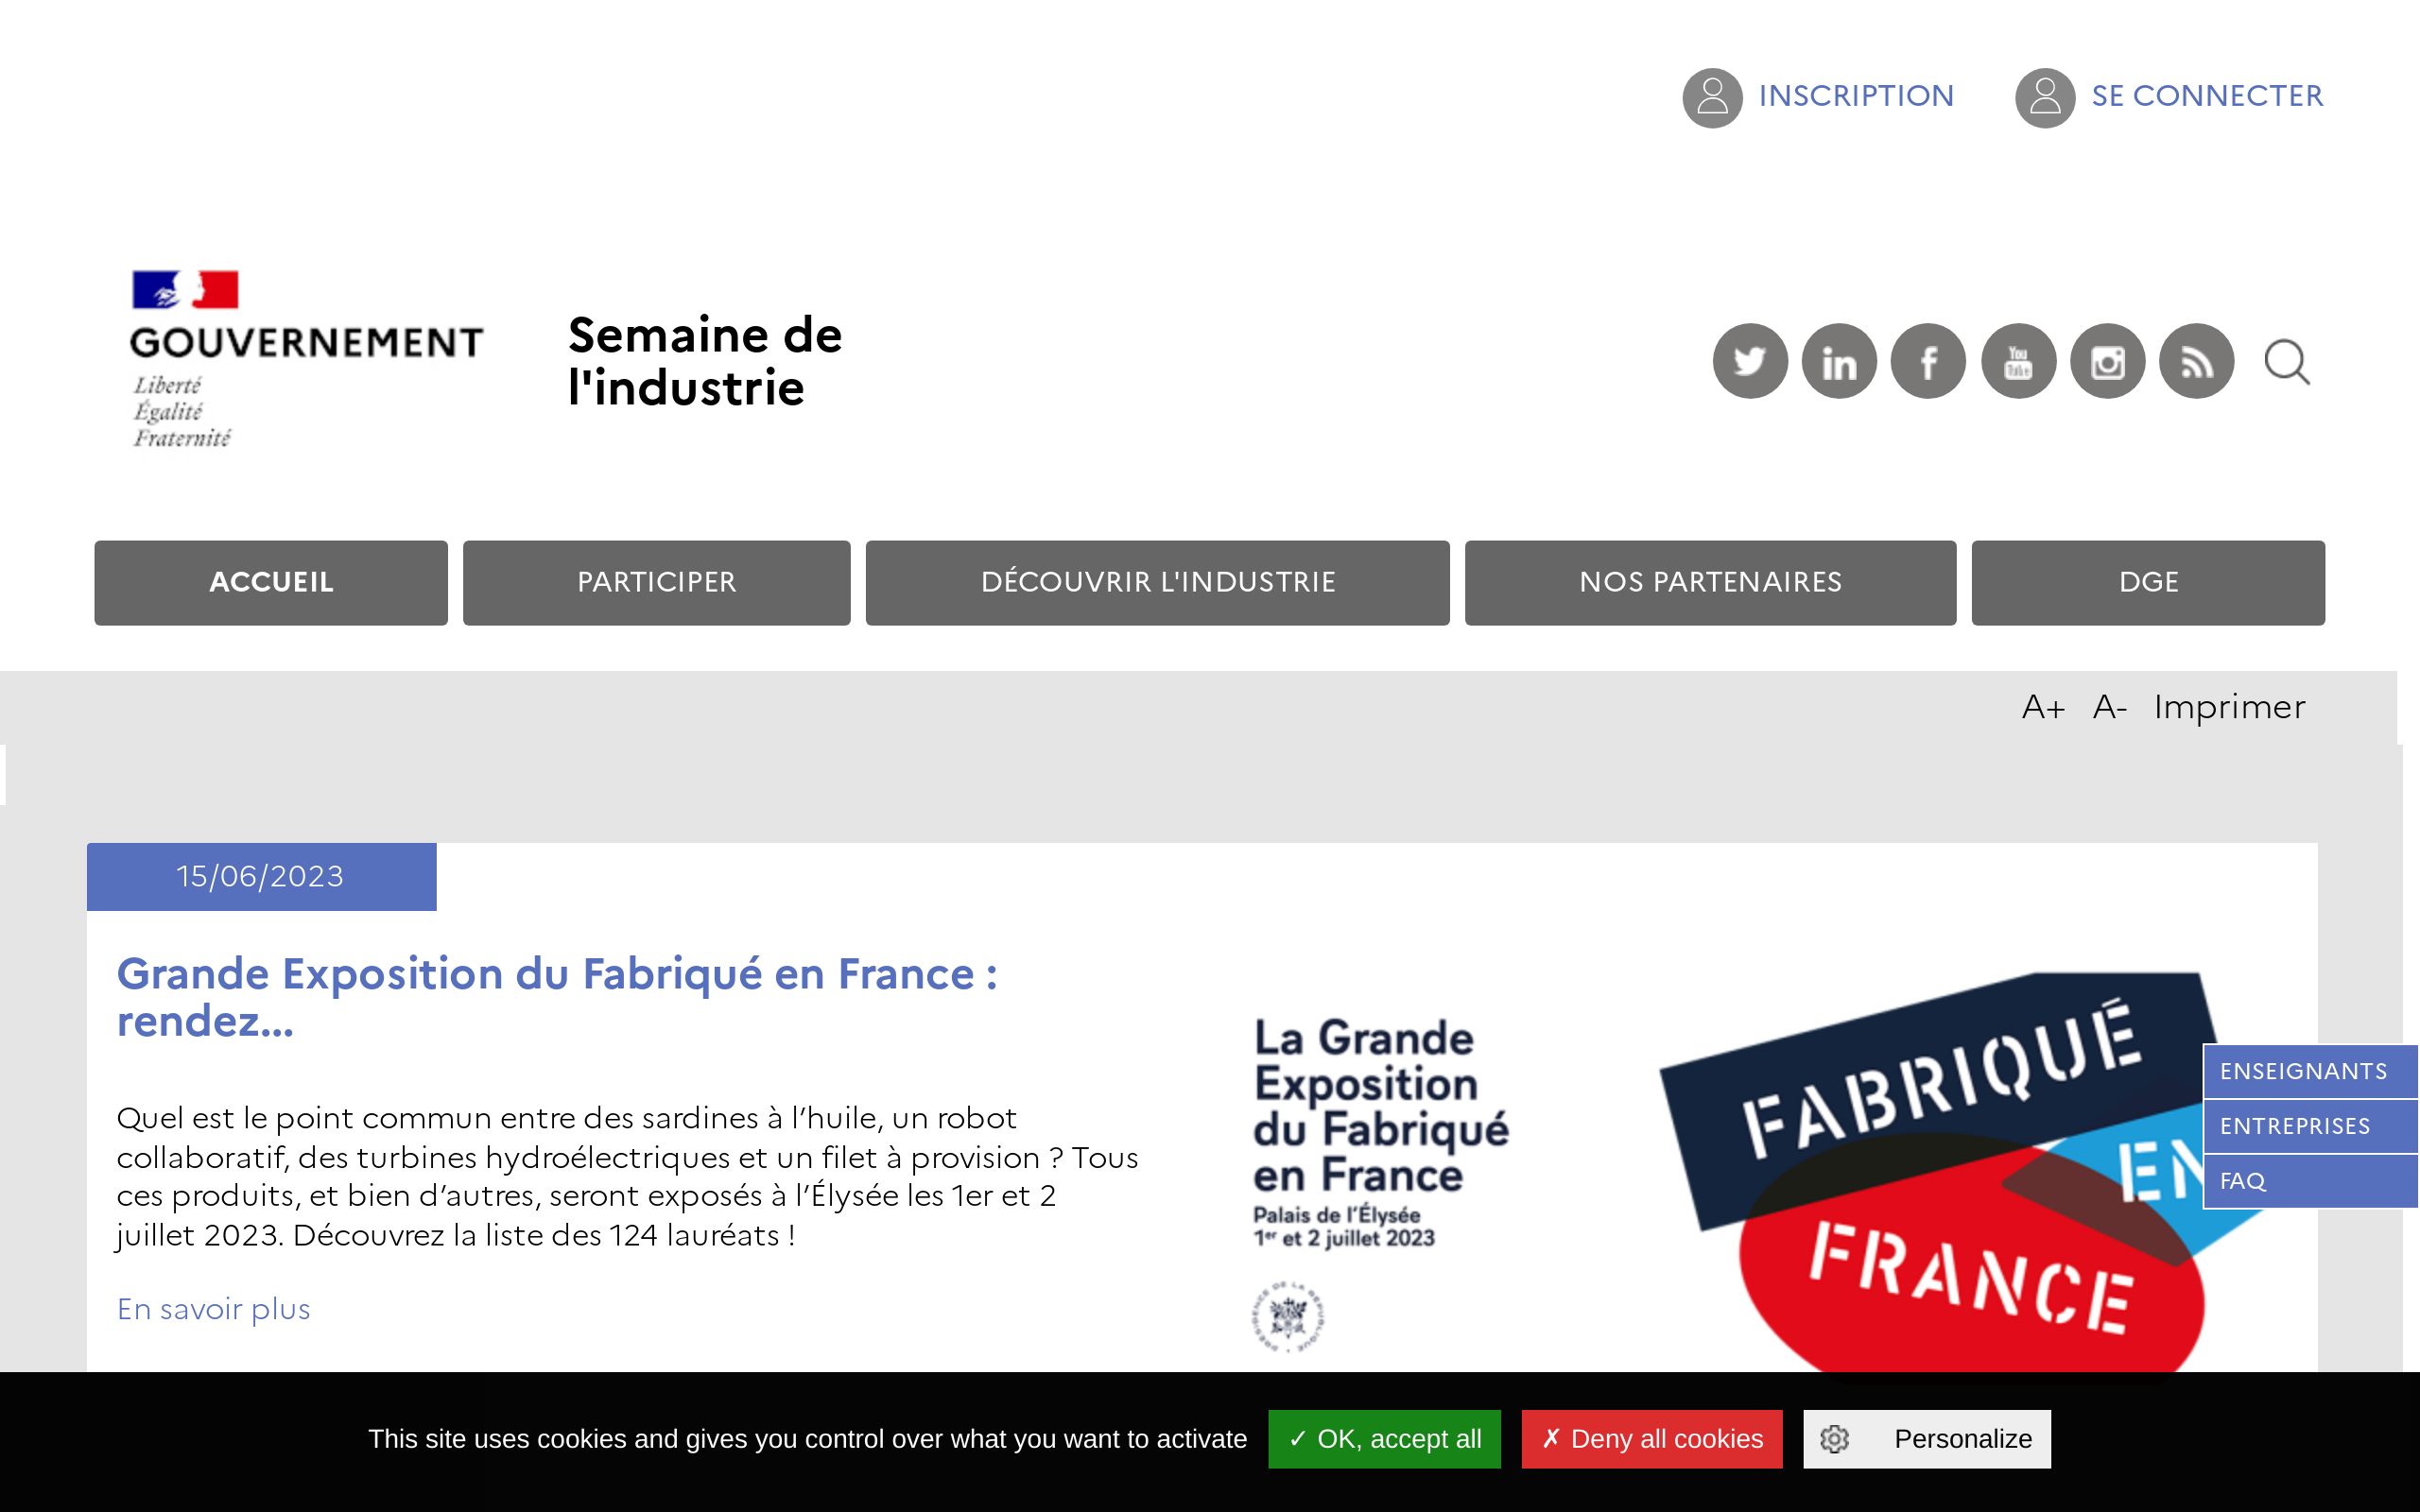 INSCRIPTION
SE CONNECTER
GOUVERNEMENT
Liberté
Égalité
Fraternité
Semaine de
l'industrie
ACCUEIL
PARTICIPER
DÉCOUVRIR L'INDUSTRIE
NOS PARTENAIRES
DGE
A+ A- Imprimer
15/06/2023
Grande Exposition du Fabriqué en France :
rendez...
Quel est le point commun entre des sardines à l’huile, un robot
collaboratif, des turbines hydroélectriques et un filet à provision ? Tous
ces produits, et bien d’autres, seront exposés à l’Élysée les 1er et 2
juillet 2023. Découvrez la liste des 124 lauréats !
En savoir plus
La Grande
Exposition
du Fabriqué
en France
Palais de l’Élysée
1er et 2 juillet 2023
PRÉSIDENCE DE LA RÉPUBLIQUE
FABRIQUÉ
EN
FRANCE
ENSEIGNANTS
ENTREPRISES
FAQ
This site uses cookies and gives you control over what you want to activate
✓ OK, accept all
✗ Deny all cookies
Personalize